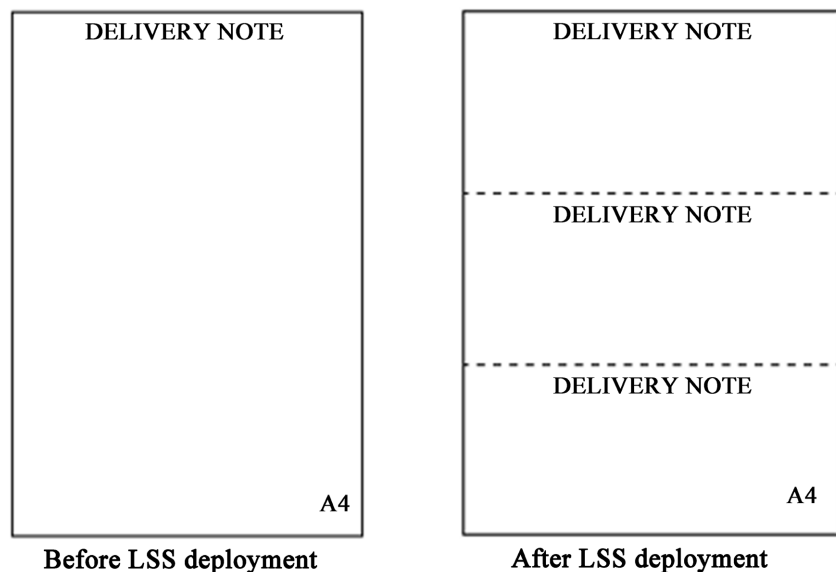 DELIVERY NOTE
A4
Before LSS deployment
DELIVERY NOTE
DELIVERY NOTE
DELIVERY NOTE
A4
After LSS deployment